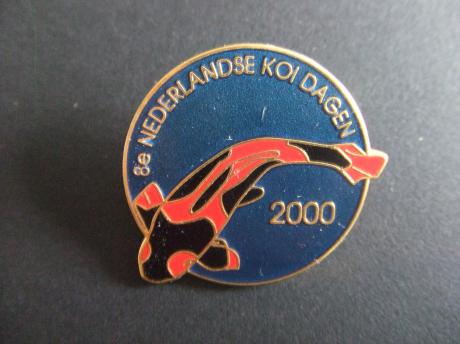 8e NEDERLANDSE KOI DAGEN
2000